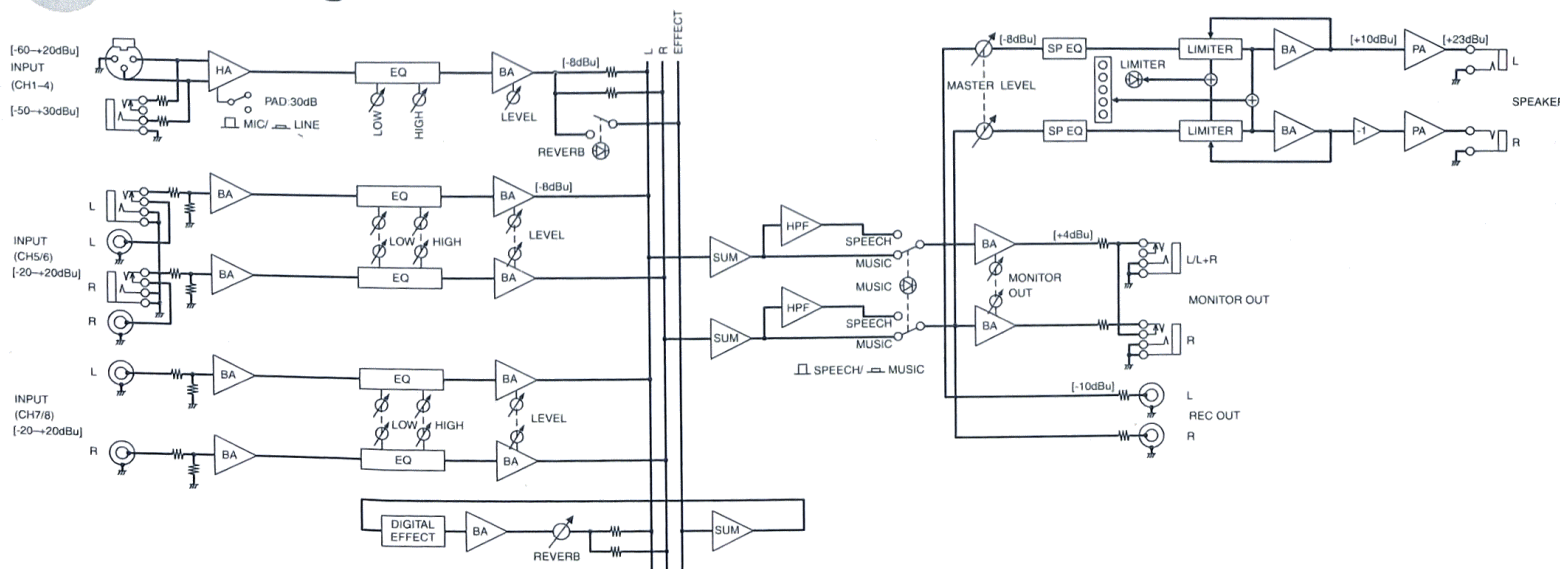 [-60→+20dBu]
INPUT
(CH1-4)
[-50→+30dBu]
HA
PAD:30dB
MIC/ LINE
EQ
LOW
HIGH
BA
LEVEL
[-8dBu]
REVERB
L
R
EFFECT
INPUT
(CH5/6)
[-20→+20dBu]
L
L
R
R
BA
EQ
BA
[-8dBu]
LOW
HIGH
LEVEL
BA
EQ
BA
INPUT
(CH7/8)
[-20→+20dBu]
L
R
BA
EQ
BA
LOW
HIGH
LEVEL
BA
EQ
BA
DIGITAL
EFFECT
BA
REVERB
SUM
SUM
HPF
SPEECH
MUSIC
MUSIC
SUM
HPF
SPEECH
MUSIC
SPEECH/ MUSIC
[-8dBu]
MASTER LEVEL
SP EQ
LIMITER
LIMITER
BA
[+10dBu]
PA
[+23dBu]
L
SPEAKER
SP EQ
LIMITER
BA
-1
PA
R
BA
[+4dBu]
MONITOR
OUT
BA
L/L+R
MONITOR OUT
R
[-10dBu]
L
REC OUT
R